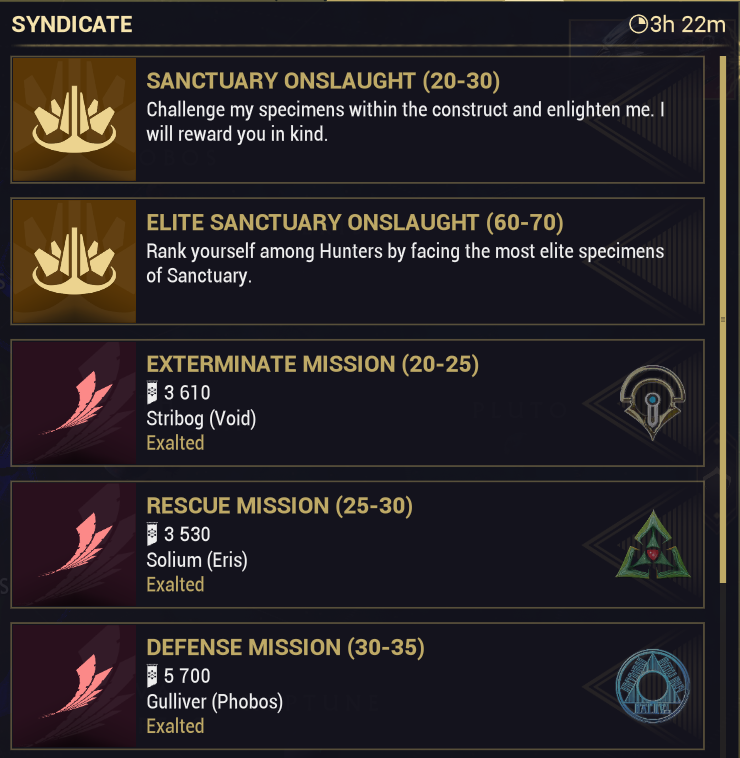 SYNDICATE
3h 22m
SANCTUARY ONSLAUGHT (20-30)
Challenge my specimens within the construct and enlighten me. I
will reward you in kind.
ELITE SANCTUARY ONSLAUGHT (60-70)
Rank yourself among Hunters by facing the most elite specimens
of Sanctuary.
EXTERMINATE MISSION (20-25)
3 610
Stribog (Void)
Exalted
RESCUE MISSION (25-30)
3 530
Solium (Eris)
Exalted
DEFENSE MISSION (30-35)
5 700
Gulliver (Phobos)
Exalted